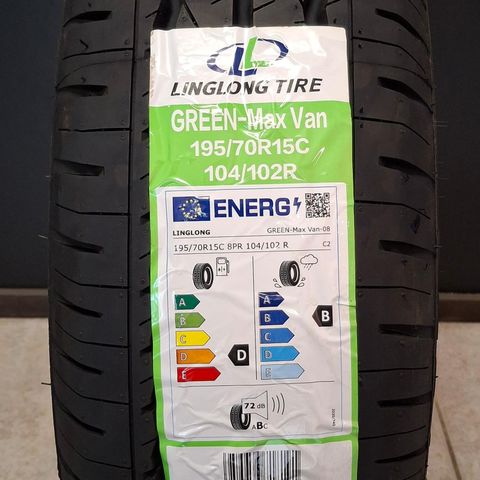 LINGLONG TIRE
GREEN-Max Van
195/70R15C
104/102R
ENERG
LINGLONG GREEN-Max Van-08
195/70R15C 8PR 104/102 R C2
A
B
C
D
E
D
A
B
C
D
E
B
72 dB
ABC